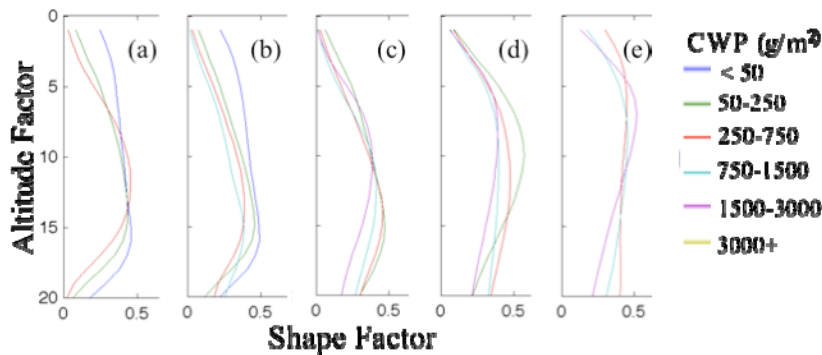 0
5
10
15
20
Altitude Factor
(a)
(b)
(c)
(d)
(e)
0 0.5
0 0.5
0 0.5
0 0.5
0 0.5
Shape Factor
CWP (g/m²)
< 50
50-250
250-750
750-1500
1500-3000
3000+